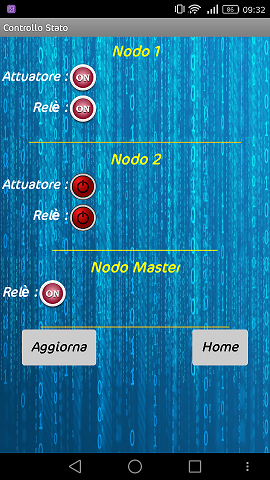 86 09:32
Controllo Stato
Nodo 1
Attuatore : ON
Relè : ON
Nodo 2
Attuatore :
Relè :
Nodo Master
Relè : ON
Aggiorna Home